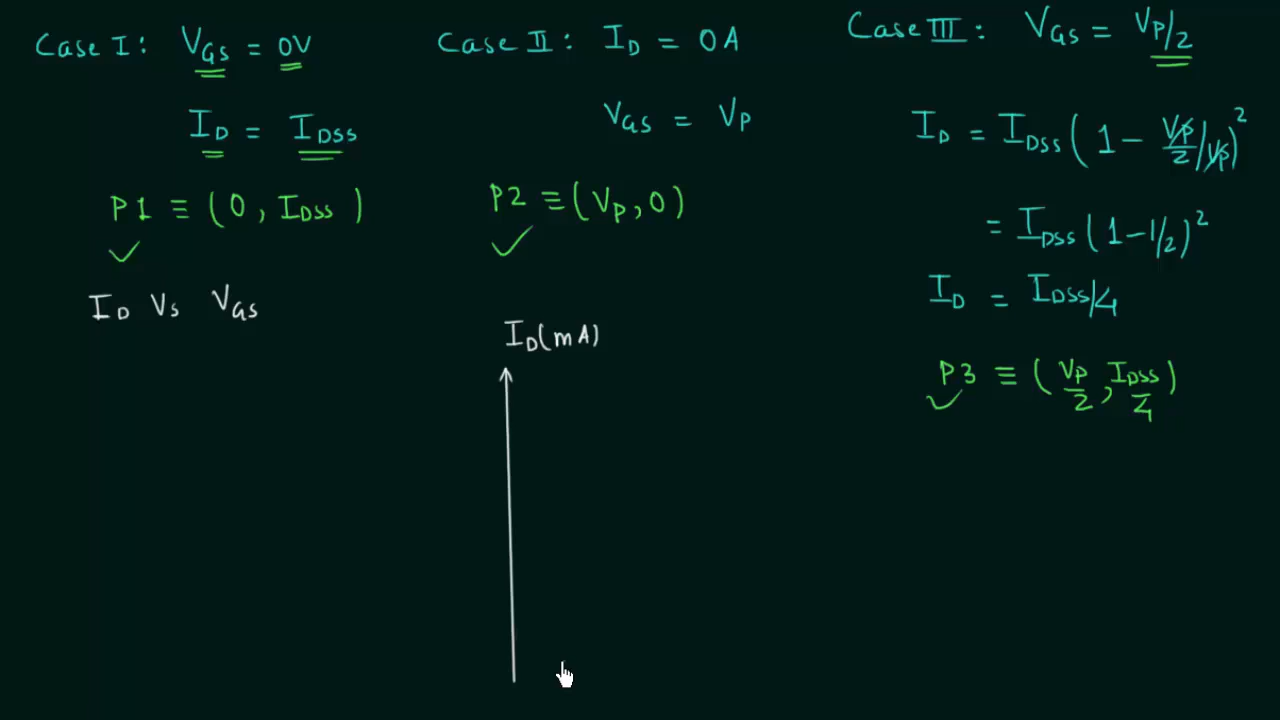 Case I: VGS = 0V
ID = IDSS
P1 ≡ (0, IDSS)
ID Vs VGS
Case II: ID = 0A
VGS = VP
P2 ≡ (VP, 0)
ID(mA)
Case III: VGS = VP/2
ID = IDSS(1 - VP/2/VP)²
= IDSS(1-1/2)²
ID = IDSS/4
P3 ≡ (VP/2, IDSS/4)